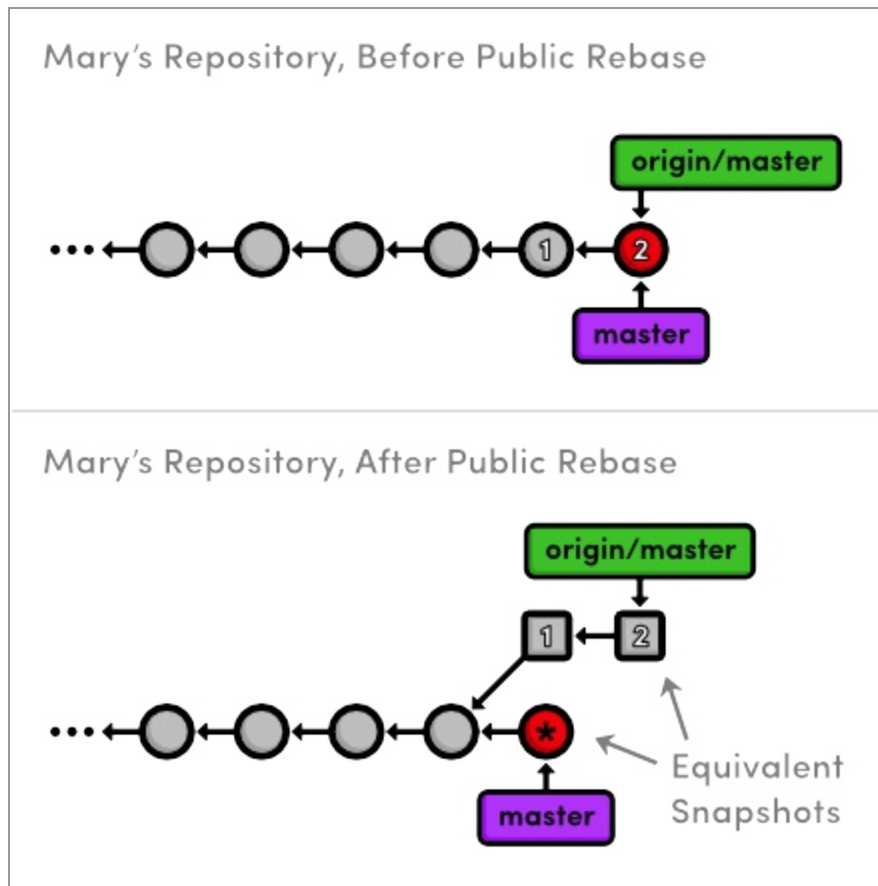 Mary's Repository, Before Public Rebase
origin/master
1
2
master
Mary's Repository, After Public Rebase
origin/master
1
2
*
Equivalent
Snapshots
master